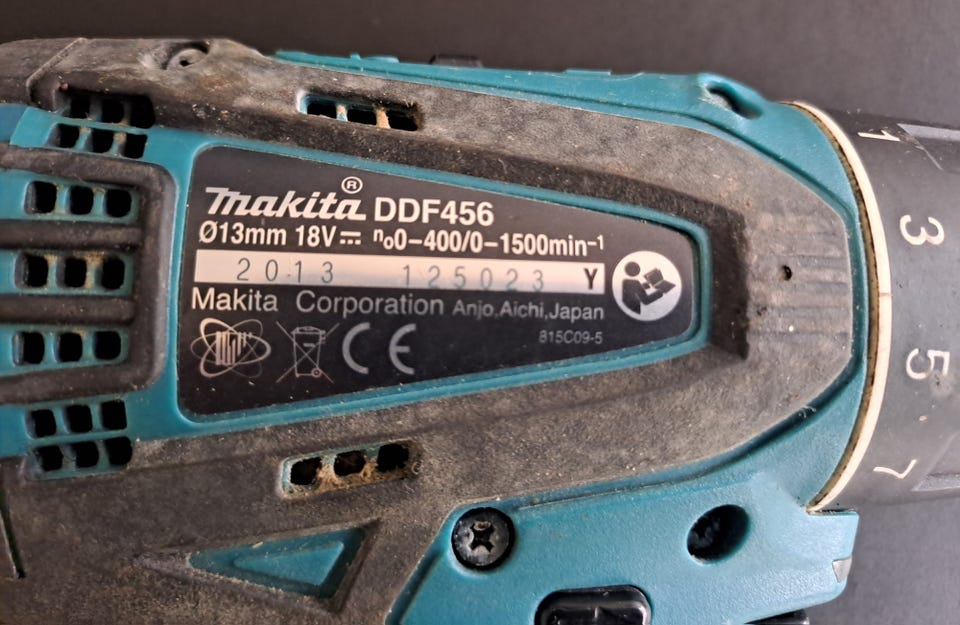 makita® DDF456
Ø13mm 18V⎓ n₀0-400/0-1500min⁻¹
2013 125023 Y
Makita Corporation Anjo,Aichi,Japan
815C09-5
CE
1
3
5
7